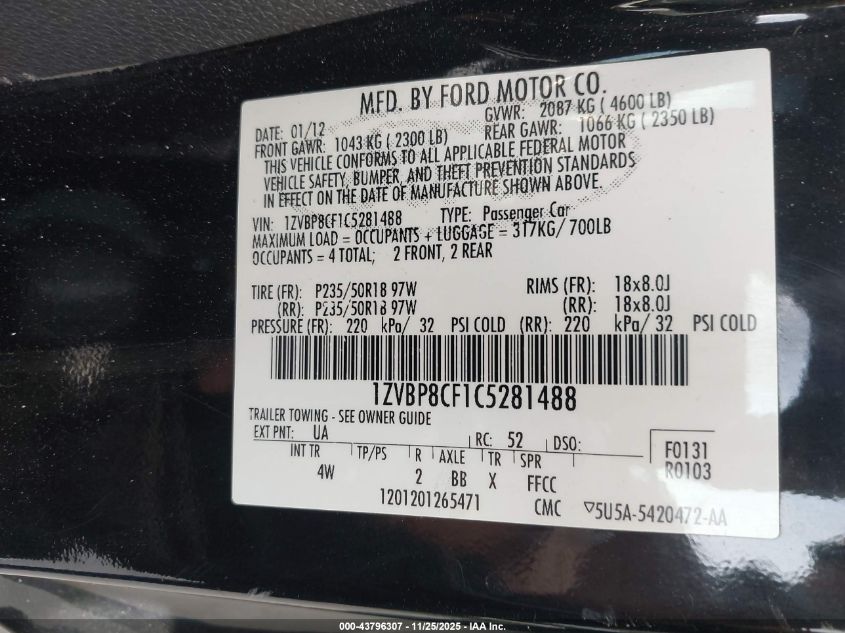 MFD. BY FORD MOTOR CO.
DATE: 01/12 GVWR: 2087 KG ( 4600 LB)
FRONT GAWR: 1043 KG ( 2300 LB) REAR GAWR: 1066 KG ( 2350 LB)
THIS VEHICLE CONFORMS TO ALL APPLICABLE FEDERAL MOTOR
VEHICLE SAFETY, BUMPER, AND THEFT PREVENTION STANDARDS
IN EFFECT ON THE DATE OF MANUFACTURE SHOWN ABOVE.
VIN: 1ZVBP8CF1C5281488 TYPE: Passenger Car
MAXIMUM LOAD = OCCUPANTS + LUGGAGE = 317KG/ 700LB
OCCUPANTS = 4 TOTAL; 2 FRONT, 2 REAR
TIRE (FR): P235/50R18 97W RIMS (FR): 18x8.0J
(RR): P235/50R18 97W (RR): 18x8.0J
PRESSURE (FR): 220 kPa/ 32 PSI COLD (RR): 220 kPa/ 32 PSI COLD
1ZVBP8CF1C5281488
TRAILER TOWING - SEE OWNER GUIDE
EXT PNT: UA RC: 52 DSO: F0131
INT TR TP/PS R AXLE TR SPR R0103
4W 2 BB X FFCC
1201201265471 CMC ▽5U5A-5420472-AA
000-43796307 - 11/25/2025 - IAA Inc.